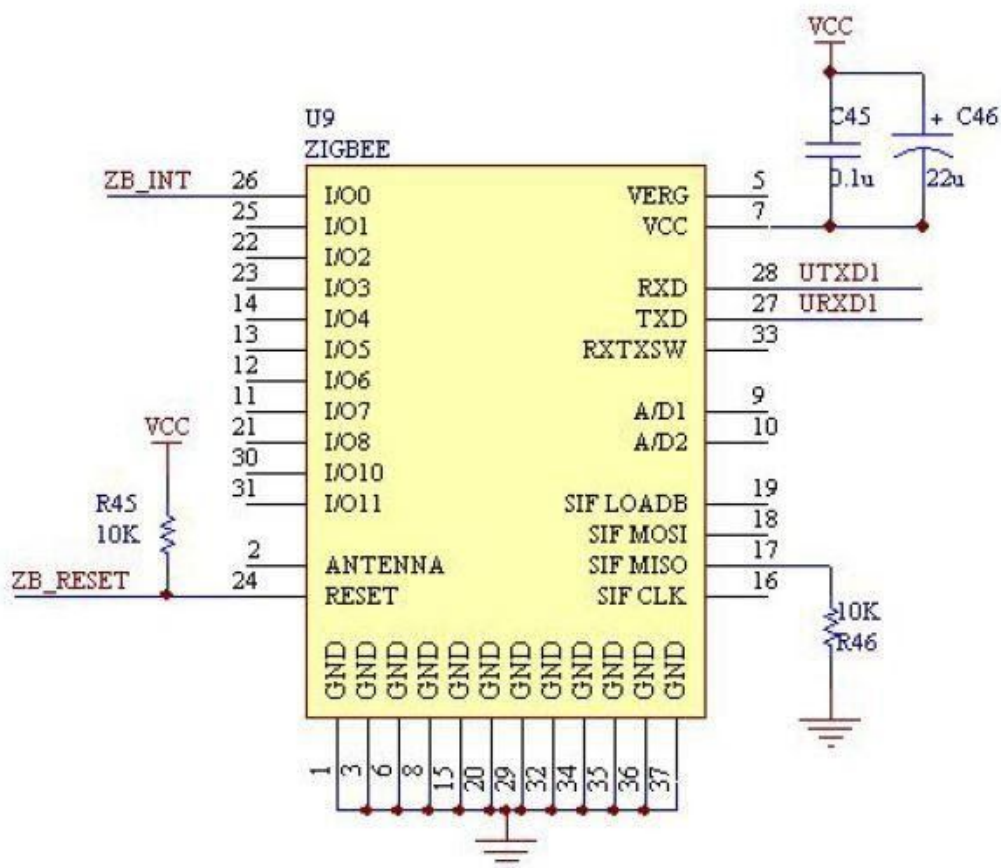 VCC
C45
+ C46
0.1u
22u
U9
ZIGBEE
ZB_INT
26 I/O0
25 I/O1
22 I/O2
23 I/O3
14 I/O4
13 I/O5
12 I/O6
11 I/O7
21 I/O8
30 I/O10
31 I/O11
2 ANTENNA
24 RESET
VERG 5
VCC 7
RXD 28 UTXD1
TXD 27 URXD1
RXTXSW 33
A/D1 9
A/D2 10
SIF LOADB 19
SIF MOSI 18
SIF MISO 17
SIF CLK 16
VCC
R45
10K
ZB_RESET
10K
R46
GND GND GND GND GND GND GND GND GND GND GND GND
1 3 6 8 15 20 29 32 34 35 36 37